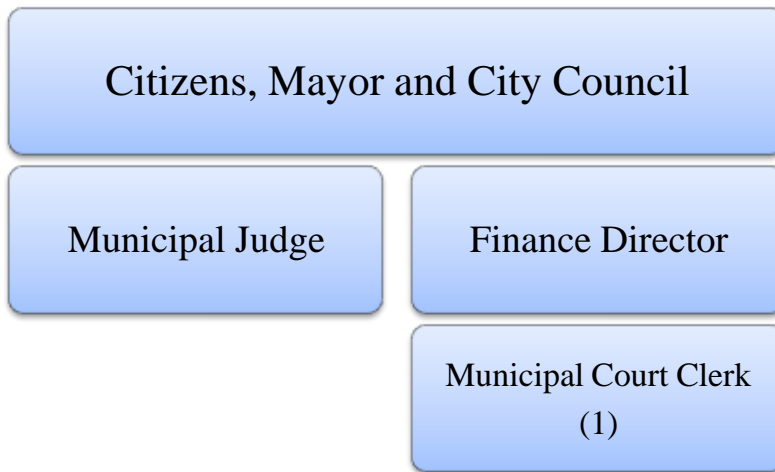 Citizens, Mayor and City Council
Municipal Judge
Finance Director
Municipal Court Clerk
(1)